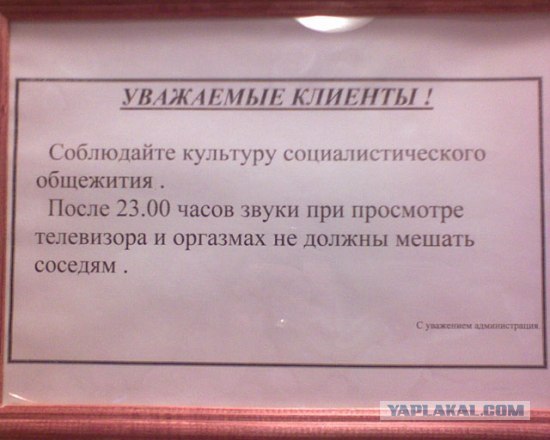 УВАЖАЕМЫЕ КЛИЕНТЫ !
Соблюдайте культуру социалистического
общежития .
После 23.00 часов звуки при просмотре
телевизора и оргазмах не должны мешать
соседям .
С уважением администрация
YAPLAKAL.COM